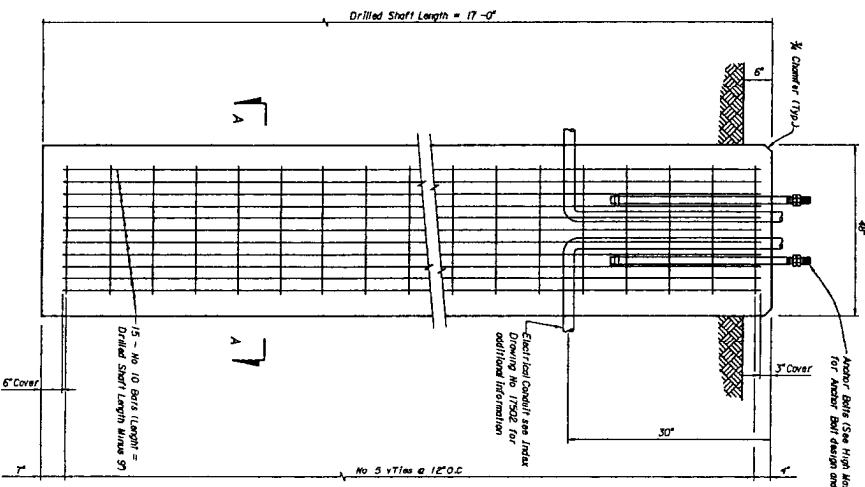 Drilled Shaft Length = 17'-0"
3/4 Chamfer (Typ.)
6"
48"
Anchor Bolts (See High
for Anchor Bolt design and
3" Cover
A
A
Electrical Conduit see Index
Drawing No 17502 for
additional information
30"
15 - No 10 Bars (Lenght =
Drilled Shaft Length Minus 9")
6" Cover
7"
No 5 vTies @ 12" O.C
4"